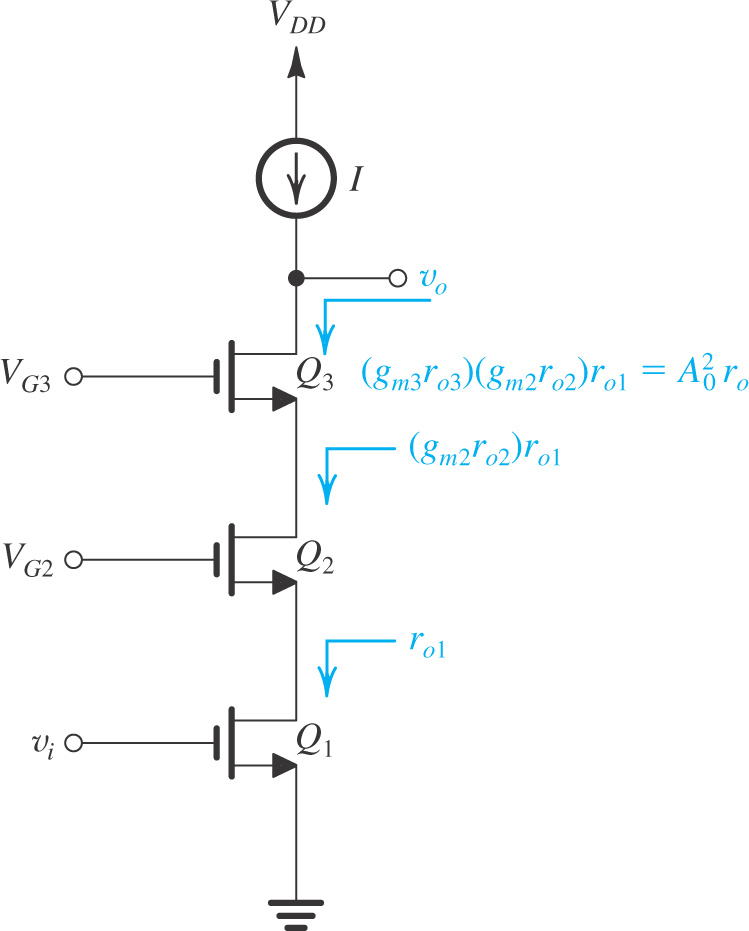 V_DD
I
v_o
V_G3
Q_3
(g_m3 r_o3)(g_m2 r_o2)r_o1 = A_0^2 r_o
(g_m2 r_o2)r_o1
V_G2
Q_2
r_o1
v_i
Q_1